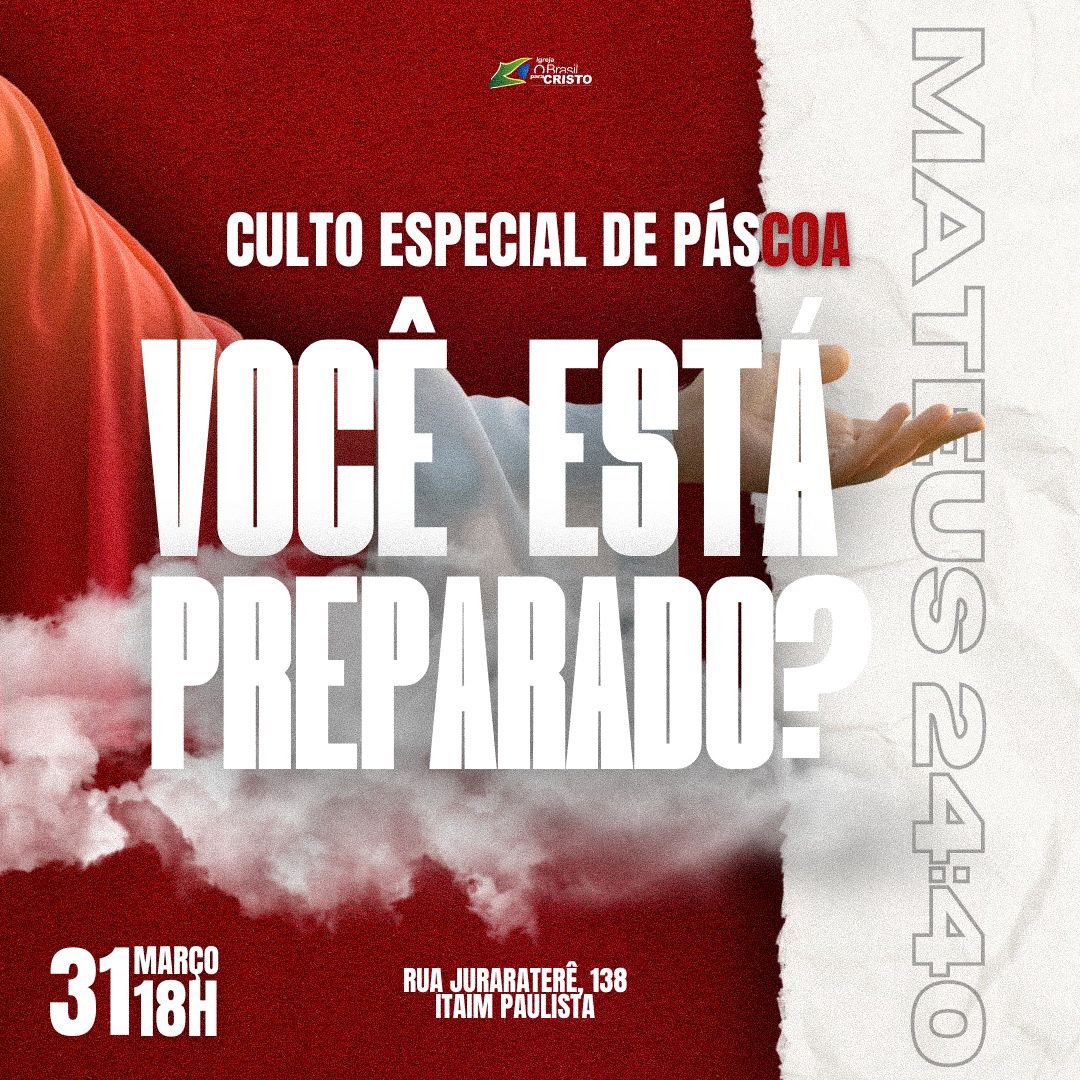 Igreja
O Brasil
para CRISTO
CULTO ESPECIAL DE PÁSCOA
VOCÊ ESTÁ
PREPARADO?
MATEUS 24:40
31 MARÇO
18H
RUA JURARATERÊ, 138
ITAIM PAULISTA